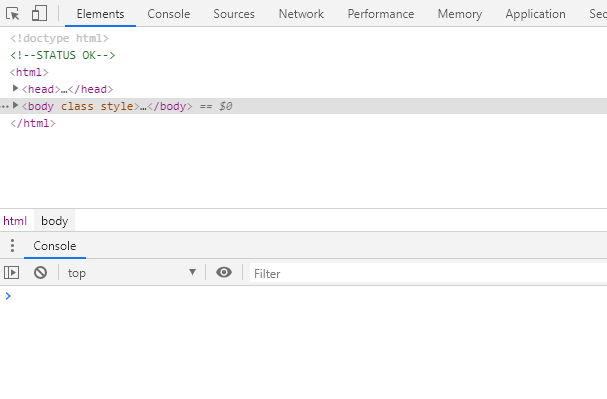 Elements Console Sources Network Performance Memory Application Sec
<!doctype html>
<!--STATUS OK-->
<html>
<head>…</head>
<body class style>…</body> == $0
</html>
html body
Console
top Filter